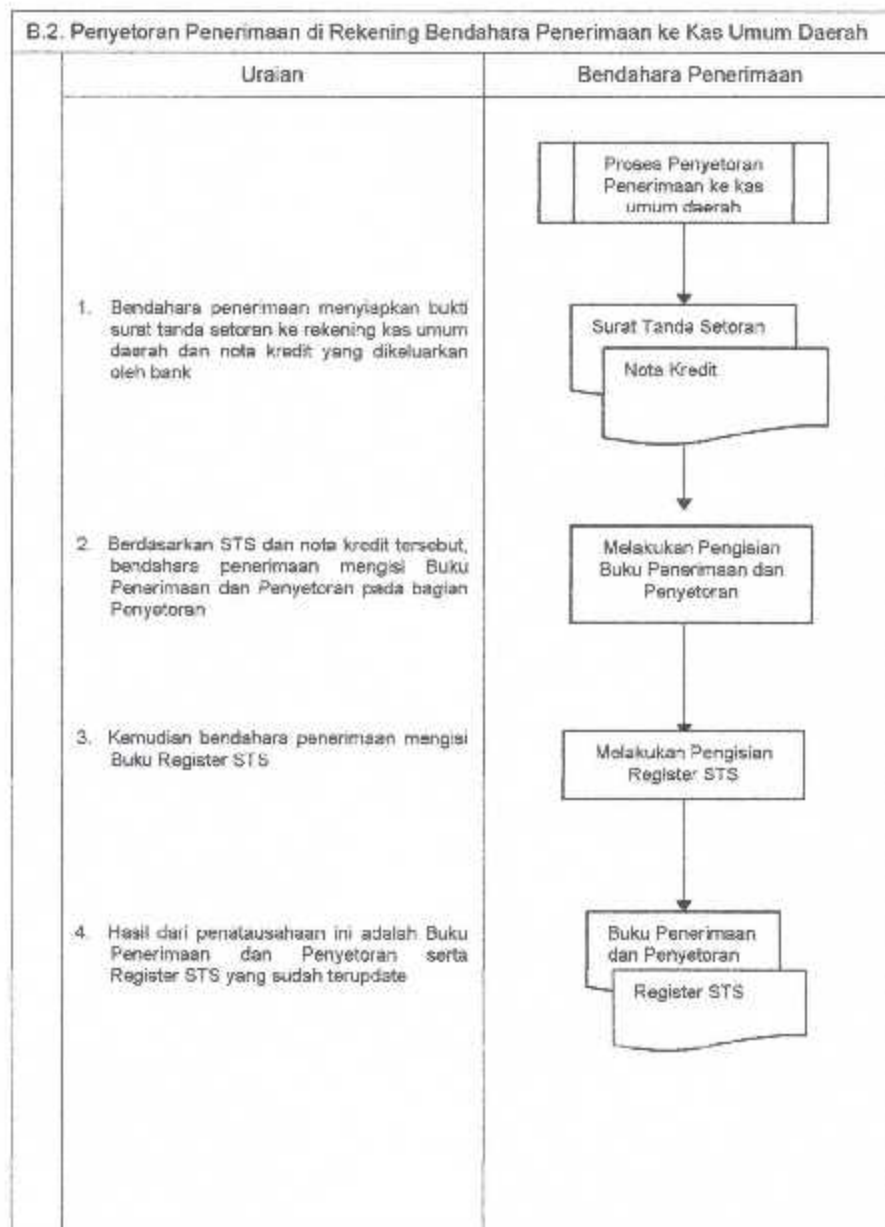 B.2. Penyetoran Penerimaan di Rekening Bendahara Penerimaan ke Kas Umum Daerah
Uraian
Bendahara Penerimaan
Proses Penyetoran
Penerimaan ke kas
umum daerah
1. Bendahara penerimaan menyiapkan bukti
surat tanda setoran ke rekening kas umum
daerah dan nota kredit yang dikeluarkan
oleh bank
Surat Tanda Setoran
Nota Kredit
2. Berdasarkan STS dan nota kredit tersebut,
bendahara penerimaan mengisi Buku
Penerimaan dan Penyetoran pada bagian
Penyetoran
Melakukan Pengisian
Buku Penerimaan dan
Penyetoran
3. Kemudian bendahara penerimaan mengisi
Buku Register STS
Melakukan Pengisian
Register STS
4. Hasil dari penatausahaan ini adalah Buku
Penerimaan dan Penyetoran serta
Register STS yang sudah terupdate
Buku Penerimaan
dan Penyetoran
Register STS